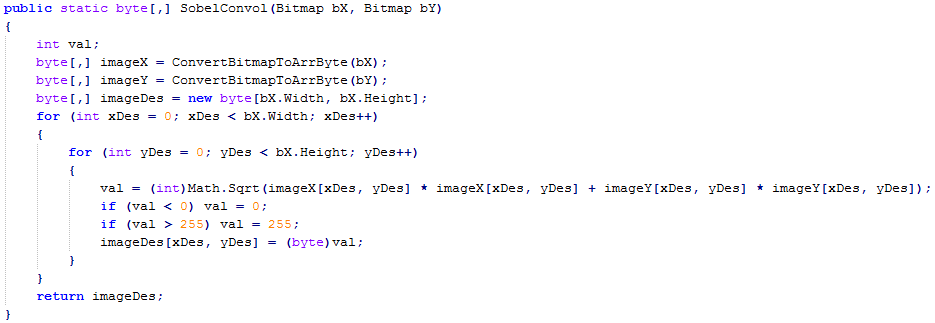 public static byte[,] SobelConvol(Bitmap bX, Bitmap bY)
{
int val;
byte[,] imageX = ConvertBitmapToArrByte(bX);
byte[,] imageY = ConvertBitmapToArrByte(bY);
byte[,] imageDes = new byte[bX.Width, bX.Height];
for (int xDes = 0; xDes < bX.Width; xDes++)
{
for (int yDes = 0; yDes < bX.Height; yDes++)
{
val = (int)Math.Sqrt(imageX[xDes, yDes] * imageX[xDes, yDes] + imageY[xDes, yDes] * imageY[xDes, yDes]);
if (val < 0) val = 0;
if (val > 255) val = 255;
imageDes[xDes, yDes] = (byte)val;
}
}
return imageDes;
}